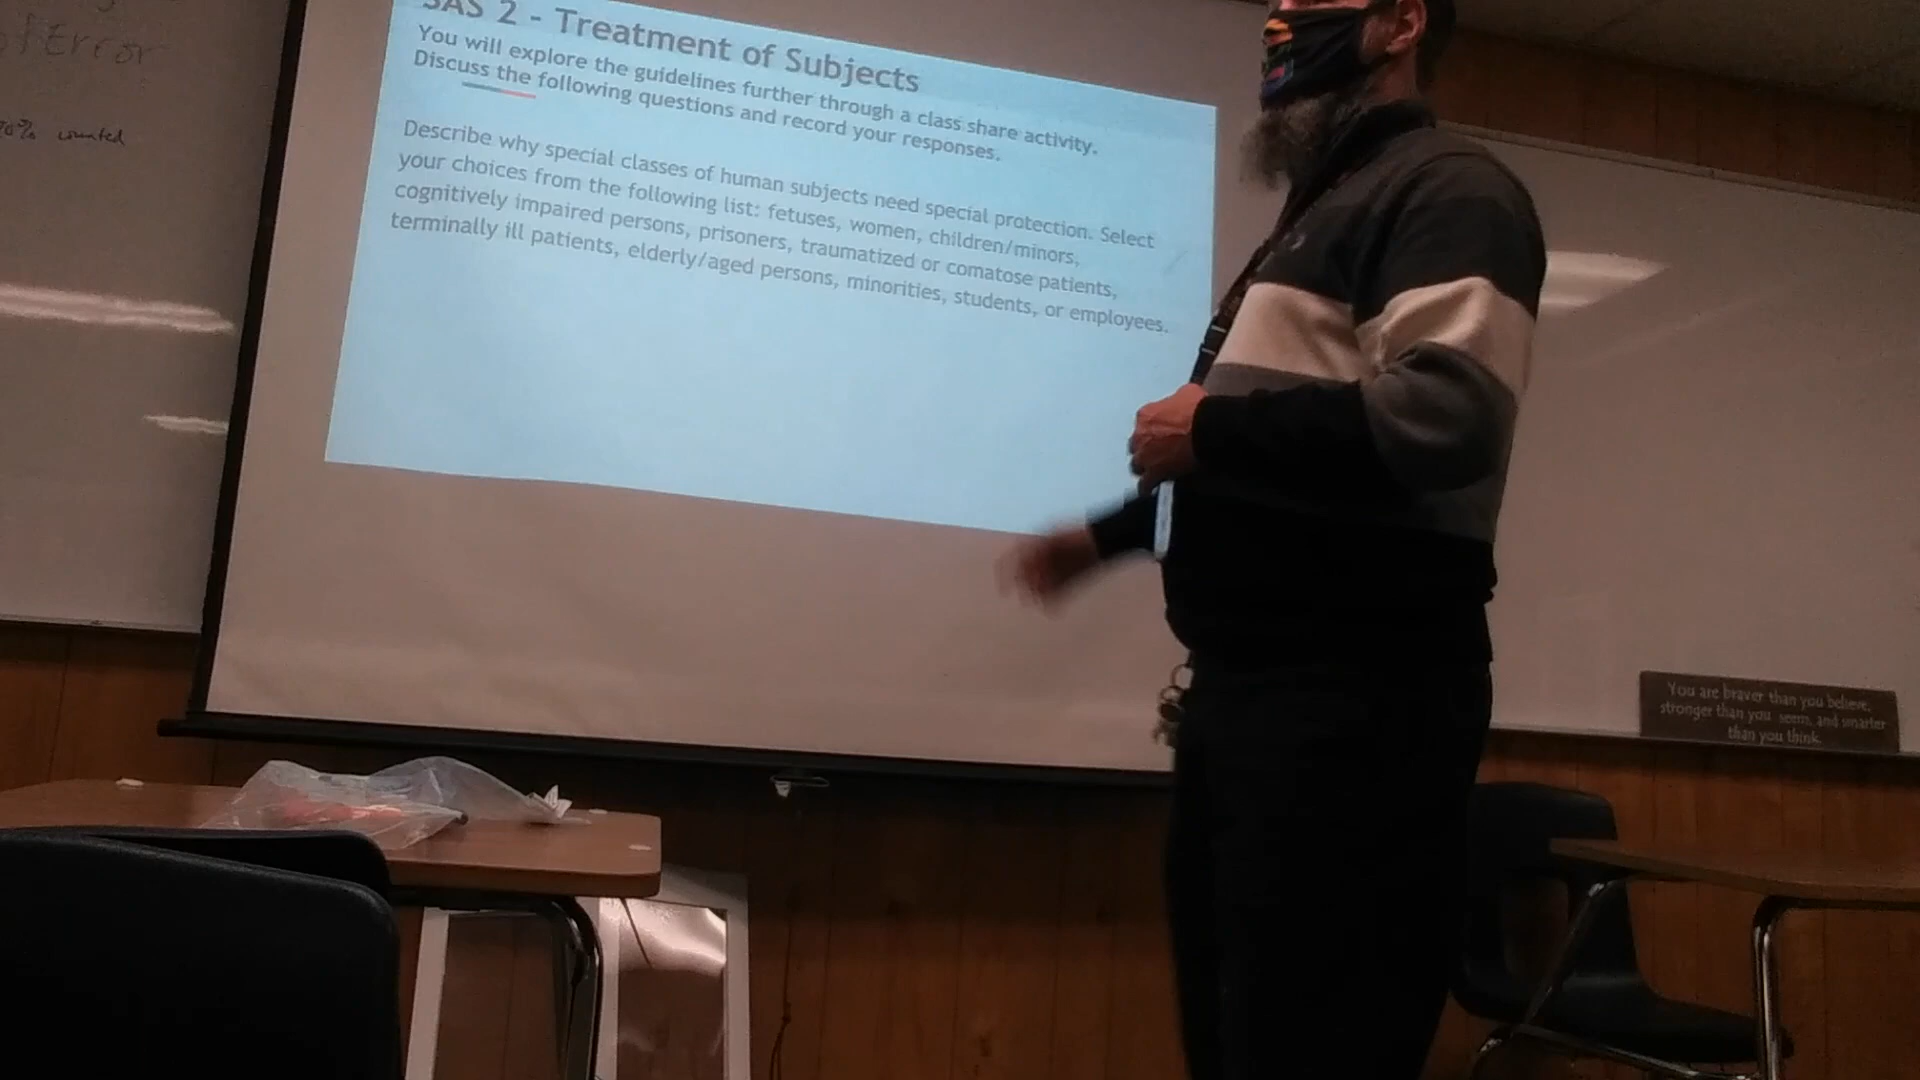 of Error
counted
SAS 2 - Treatment of Subjects
You will explore the guidelines further through a class share activity.
Discuss the following questions and record your responses.
Describe why special classes of human subjects need special protection. Select
your choices from the following list: fetuses, women, children/minors,
cognitively impaired persons, prisoners, traumatized or comatose patients,
terminally ill patients, elderly/aged persons, minorities, students, or employees.
You are braver than you believe,
stronger than you seem, and smarter
than you think.